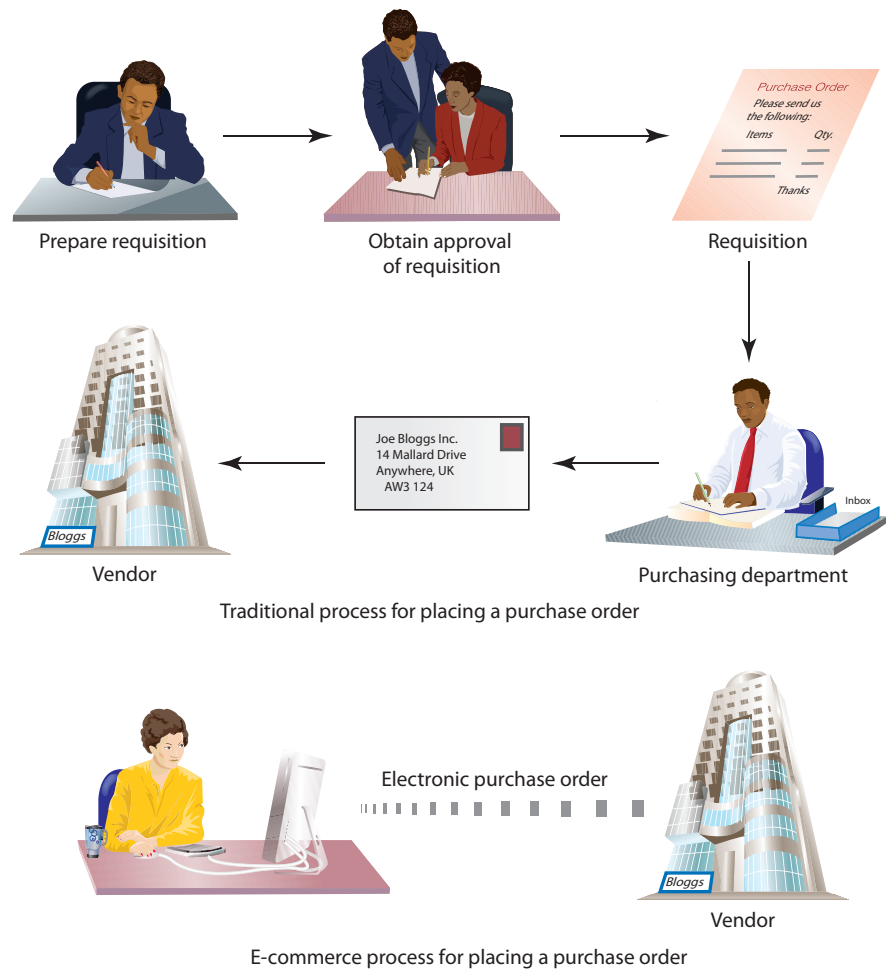 Purchase Order
Please send us
the following:
Items Qty.
Thanks
Prepare requisition
Obtain approval
of requisition
Requisition
Joe Bloggs Inc.
14 Mallard Drive
Anywhere, UK
AW3 124
Inbox
Bloggs
Vendor
Purchasing department
Traditional process for placing a purchase order
Electronic purchase order
Bloggs
Vendor
E-commerce process for placing a purchase order